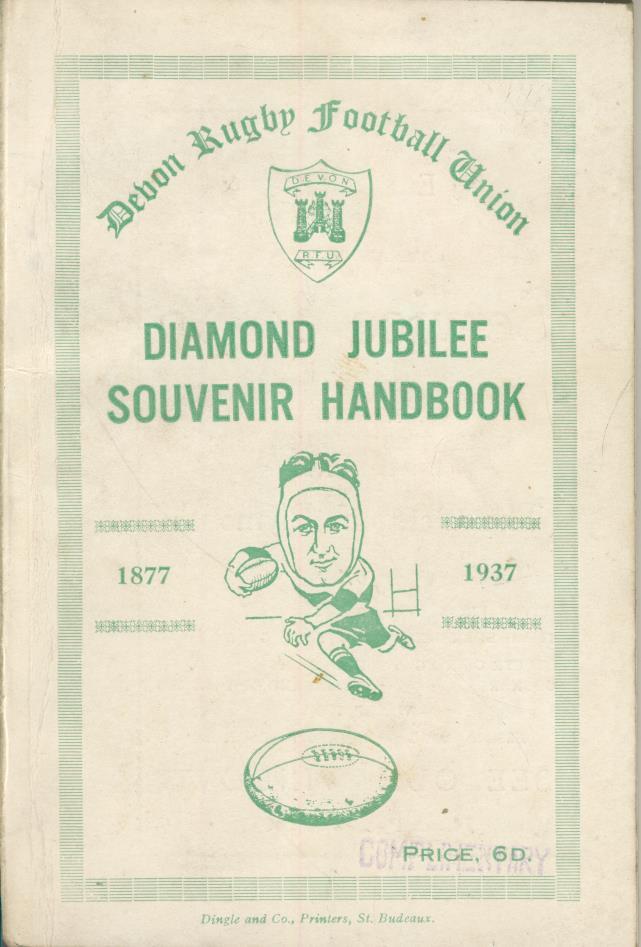 Devon Rugby Football Union
DEVON
R.F.U.
DIAMOND JUBILEE
SOUVENIR HANDBOOK
1877 1937
COMPLIMENTARY
PRICE, 6D.
Dingle and Co., Printers, St. Budeaux.